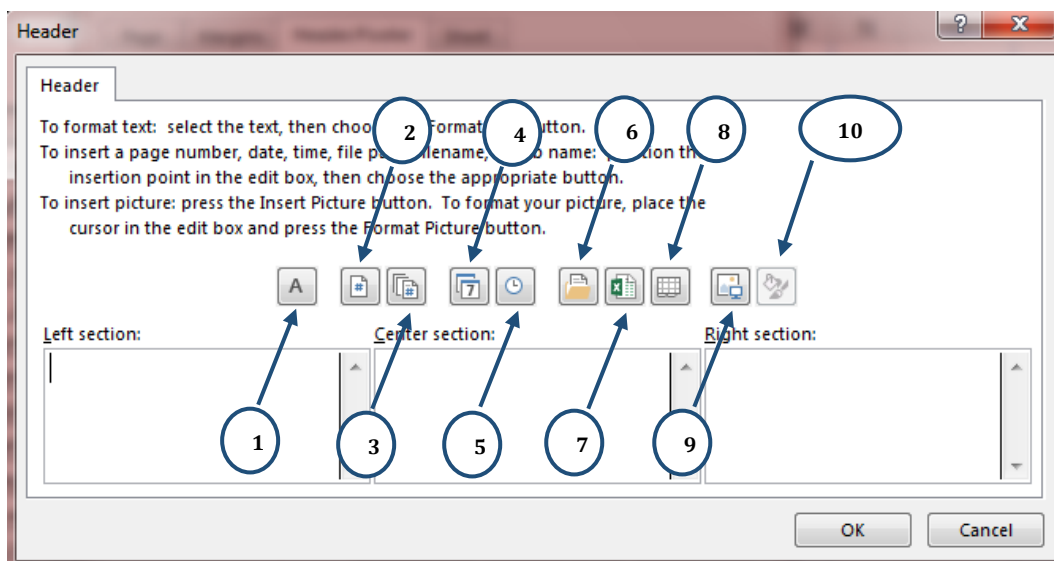 Header
Header
To format text: select the text, then choo Format utton.
To insert a page number, date, time, file p ilename, b name: tion th
insertion point in the edit box, then choose the appropriate button.
To insert picture: press the Insert Picture button. To format your picture, place the
cursor in the edit box and press the Format Picture button.
2 4 6 8 10
A # # 7
Left section: Center section: Right section:
1 3 5 7 9
OK Cancel